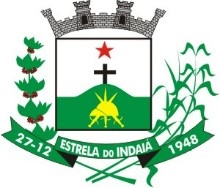 27-12 ESTRELA DO INDAIÁ 1948